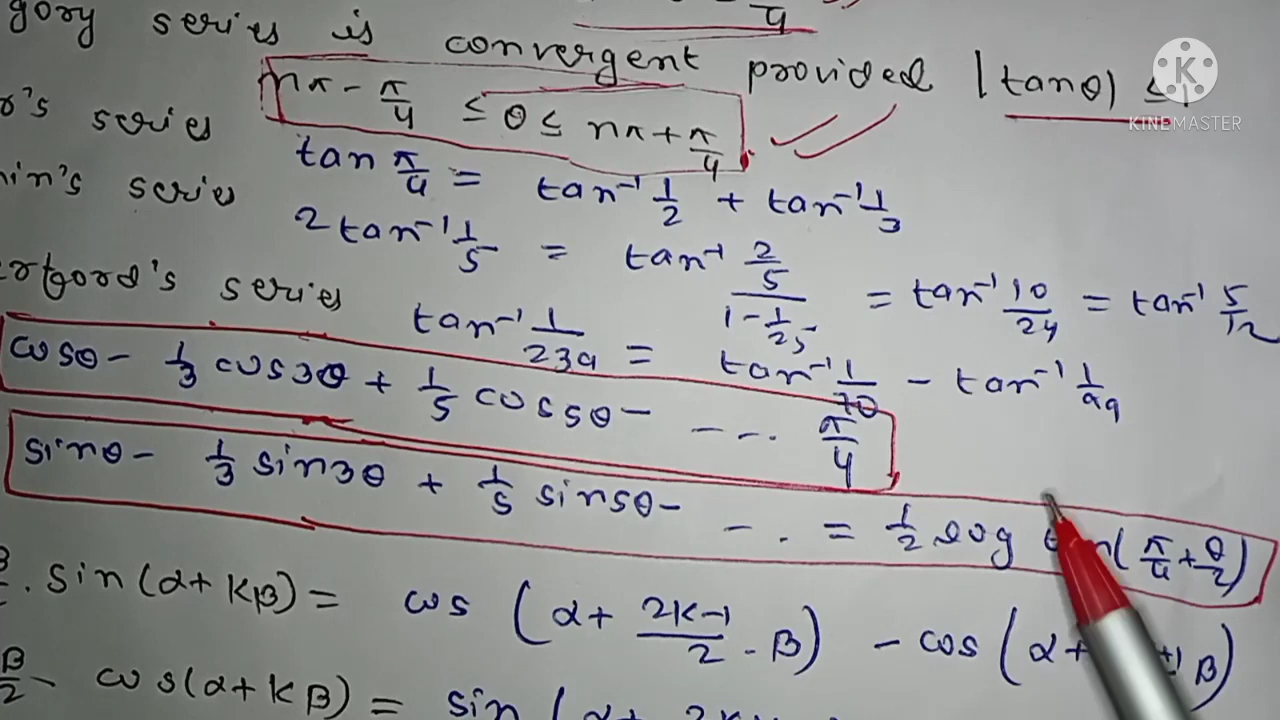 gory series is convergent provided |tanθ| ≤ 1
nπ - π/4 ≤ θ ≤ nπ + π/4
r's series tan π/4 = tan⁻¹ 1/2 + tan⁻¹ 1/3
in's series 2tan⁻¹ 1/5 = tan⁻¹ (2/5)/(1 - 1/25) = tan⁻¹ 10/24 = tan⁻¹ 5/12
erford's series tan⁻¹ 1/239 = tan⁻¹ 1/70 - tan⁻¹ 1/99
cosθ - 1/3 cos3θ + 1/5 cos5θ - ---. π/4
sinθ - 1/3 sin3θ + 1/5 sin5θ - -. . = 1/2 log (π/4 + θ/2)
. sin(α + Kβ) = cos (α + (2K-1)/2 . β) - cos (α + β)
β/2 - cos(α + Kβ) = sin (α + 2K
KINEMASTER